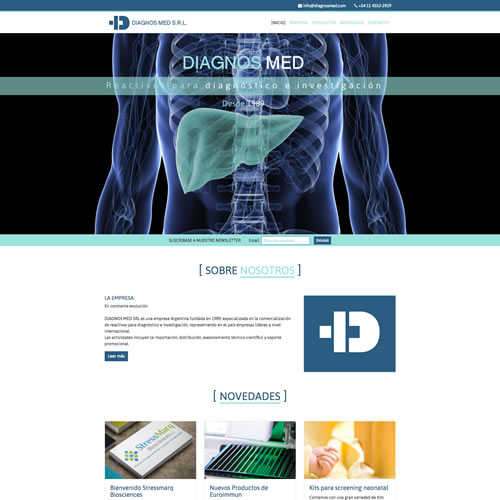 info@diagnosmed.com +54 11 4552-2929
DIAGNOS MED S.R.L.
[INICIO] EMPRESA PRODUCTOS NOVEDADES CONTACTO
DIAGNOS MED
Reactivos para diagnóstico e investigación
Desde 1989
SUSCRIBASE A NUESTRO NEWSLETTER Email ENVIAR
[ SOBRE NOSOTROS ]
LA EMPRESA
En constante evolución
DIAGNOS MED SRL es una empresa Argentina fundada en 1989, especializada en la comercialización
de reactivos para diagnóstico e investigación, representando en el país empresas líderes a nivel
internacional.
Las actividades incluyen la importación, distribución, asesoramiento técnico-científico y soporte
promocional.
Leer más
[ NOVEDADES ]
StressMarq
Biosciences
Bienvenido Stressmarq
Biosciences
Nuevos Productos de
Euroimmun
Kits para screening neonatal
Contamos con una gran variedad de Kits